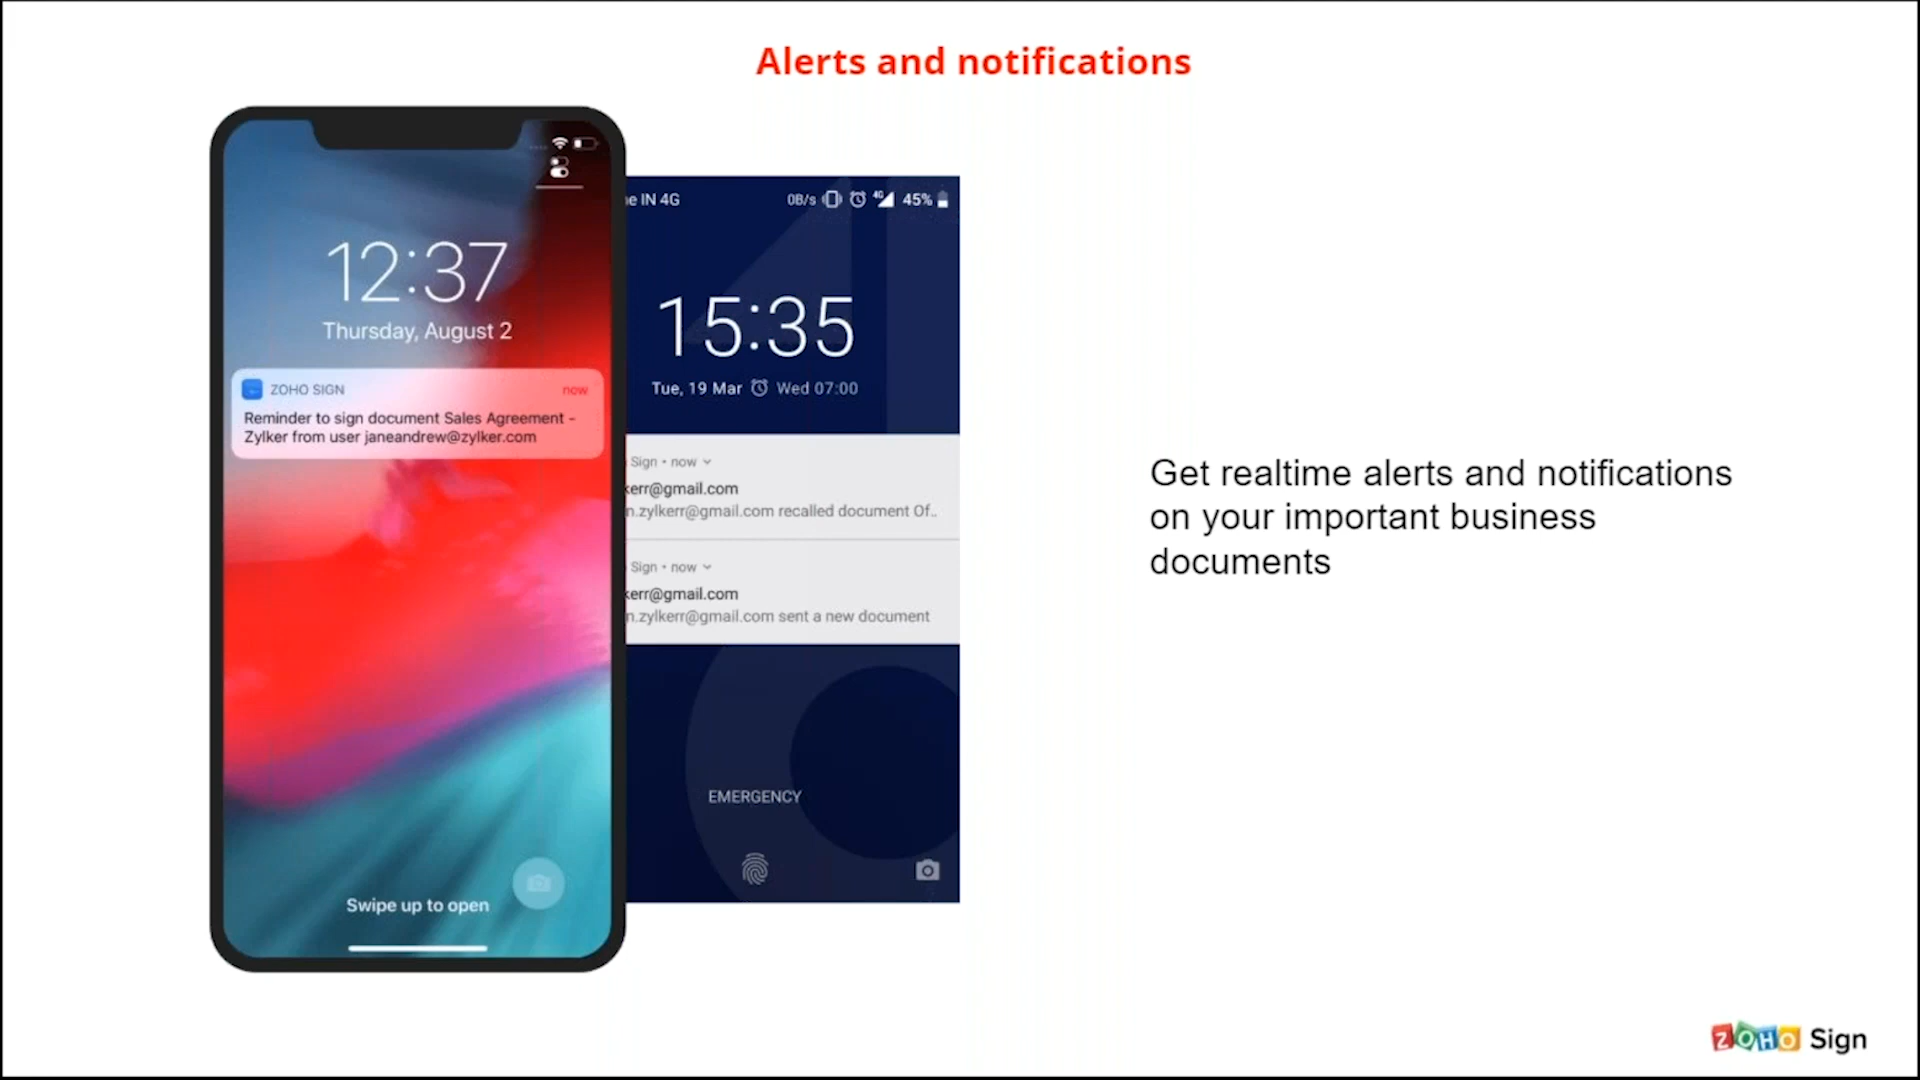 Alerts and notifications
12:37
Thursday, August 2
ZOHO SIGN now
Reminder to sign document Sales Agreement -
Zylker from user janeandrew@zylker.com
Swipe up to open
e IN 4G 0B/s 4G 45%
15:35
Tue, 19 Mar Wed 07:00
Sign • now
kerr@gmail.com
n.zylkerr@gmail.com recalled document Of..
Sign • now
kerr@gmail.com
n.zylkerr@gmail.com sent a new document
EMERGENCY
Get realtime alerts and notifications
on your important business
documents
ZOHO Sign